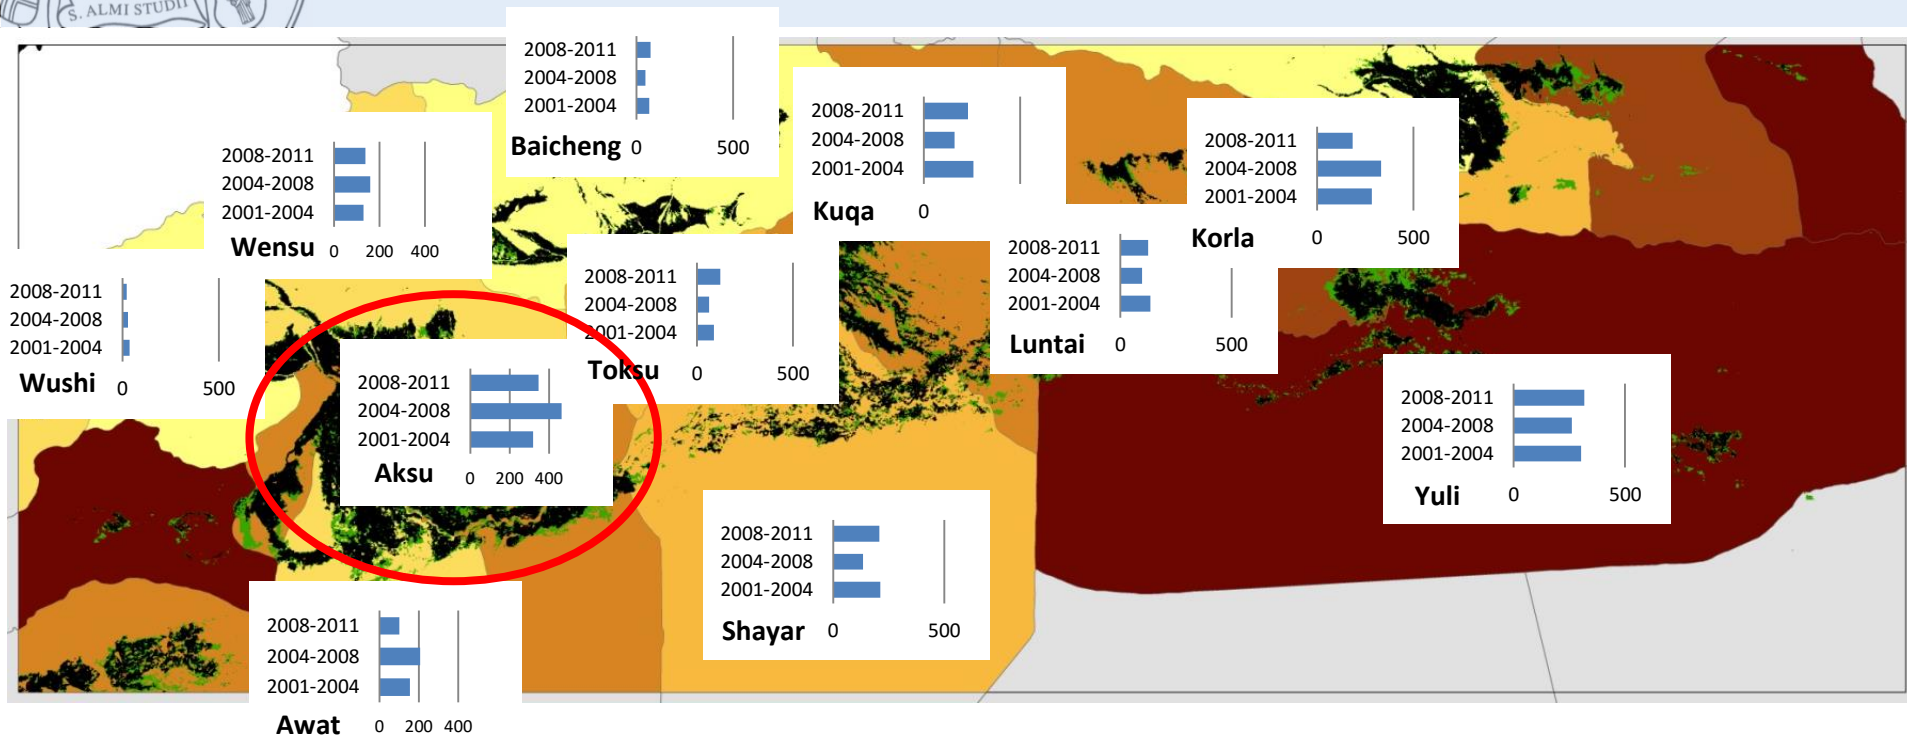 S. ALMI STUDII
2008-2011
2004-2008
2001-2004
Baicheng 0 500
2008-2011
2004-2008
2001-2004
Kuqa 0
2008-2011
2004-2008
2001-2004
Korla 0 500
2008-2011
2004-2008
2001-2004
Wensu 0 200 400
2008-2011
2004-2008
2001-2004
Luntai 0 500
2008-2011
2004-2008
2001-2004
Toksu 0 500
2008-2011
2004-2008
2001-2004
Wushi 0 500
2008-2011
2004-2008
2001-2004
Aksu 0 200 400
2008-2011
2004-2008
2001-2004
Yuli 0 500
2008-2011
2004-2008
2001-2004
Shayar 0 500
2008-2011
2004-2008
2001-2004
Awat 0 200 400